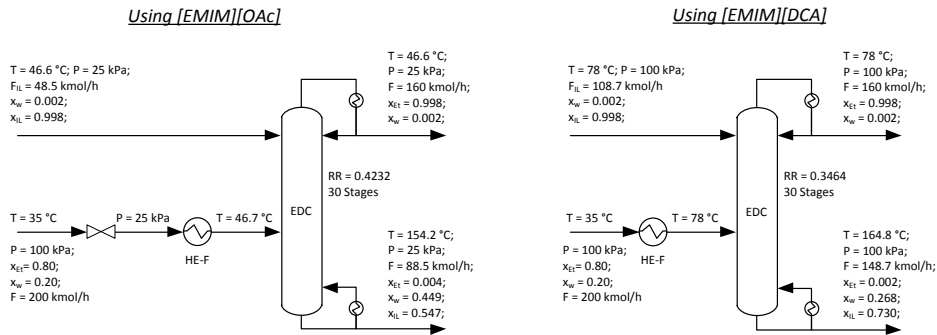 Using [EMIM][OAc]
T = 46.6 °C; P = 25 kPa;
F_IL = 48.5 kmol/h
x_w = 0.002;
x_IL = 0.998;
T = 46.6 °C;
P = 25 kPa;
F = 160 kmol/h;
x_Et = 0.998;
x_w = 0.002;
RR = 0.4232
30 Stages
EDC
T = 35 °C
P = 25 kPa
T = 46.7 °C
HE-F
P = 100 kPa;
x_Et= 0.80;
x_w = 0.20;
F = 200 kmol/h
T = 154.2 °C;
P = 25 kPa;
F = 88.5 kmol/h;
x_Et = 0.004;
x_w = 0.449;
x_IL = 0.547;
Using [EMIM][DCA]
T = 78 °C; P = 100 kPa;
F_IL = 108.7 kmol/h
x_w = 0.002;
x_IL = 0.998;
T = 78 °C;
P = 100 kPa;
F = 160 kmol/h;
x_Et = 0.998;
x_w = 0.002;
RR = 0.3464
30 Stages
EDC
T = 35 °C
T = 78 °C
HE-F
P = 100 kPa;
x_Et= 0.80;
x_w = 0.20;
F = 200 kmol/h
T = 164.8 °C;
P = 100 kPa;
F = 148.7 kmol/h;
x_Et = 0.002;
x_w = 0.268;
x_IL = 0.730;